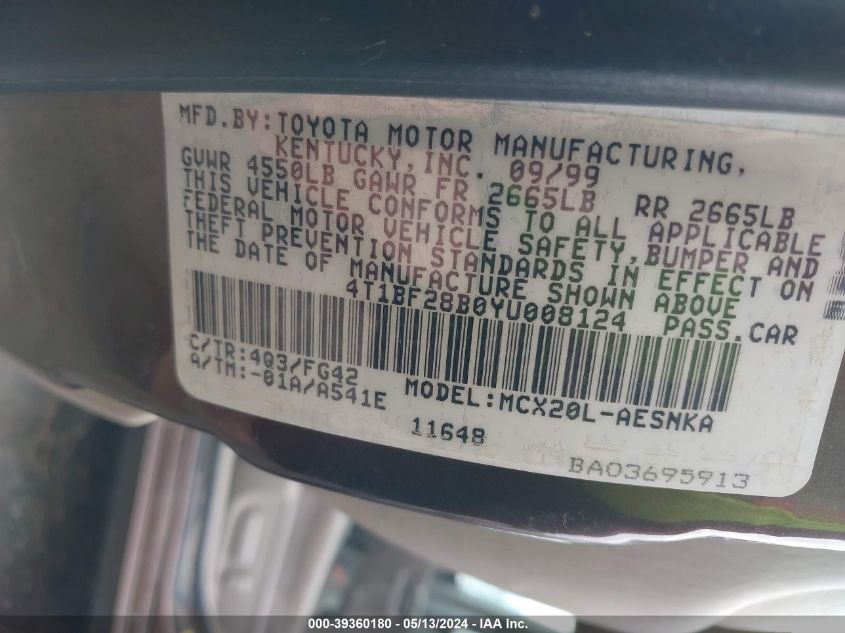 MFD.BY:TOYOTA MOTOR MANUFACTURING,
KENTUCKY,INC. 09/99
GVWR 4550LB GAWR FR 2665LB RR 2665LB
THIS VEHICLE CONFORMS TO ALL APPLICABLE
FEDERAL MOTOR VEHICLE SAFETY,BUMPER AND
THEFT PREVENTION STANDARDS IN EFFECT ON
THE DATE OF MANUFACTURE SHOWN ABOVE
4T1BF28B0YU008124 PASS.CAR
C/TR:4Q3/FG42
A/TM:-01A/A541E MODEL:MCX20L-AESNKA
11648
BA03695913
000-39360180 - 05/13/2024 - IAA Inc.